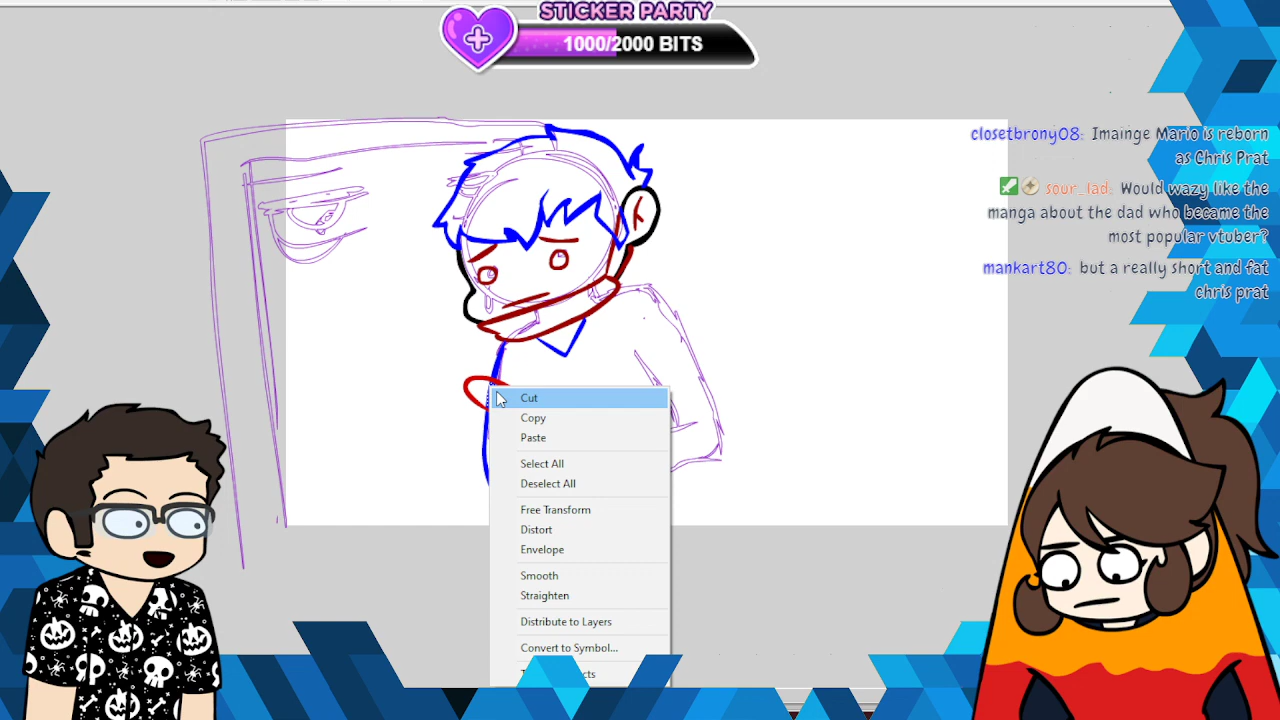 STICKER PARTY
1000/2000 BITS
closetbrony08: Imainge Mario is reborn
as Chris Prat
sour_lad: Would wazy like the
manga about the dad who became the
most popular vtuber?
mankart80: but a really short and fat
chris prat
Cut
Copy
Paste
Select All
Deselect All
Free Transform
Distort
Envelope
Smooth
Straighten
Distribute to Layers
Convert to Symbol...